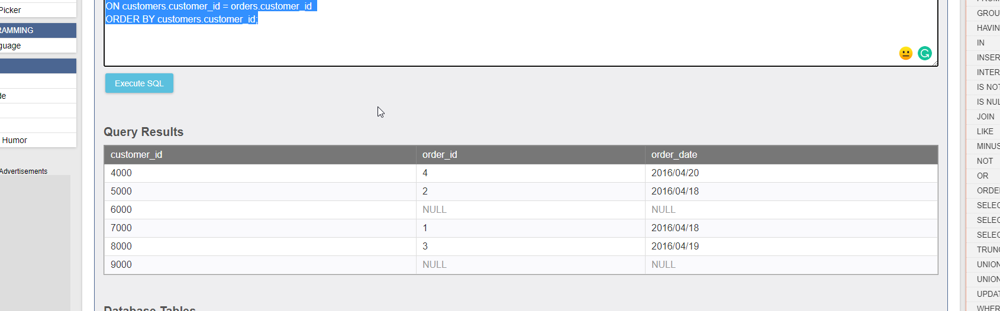 Picker
RAMMING
guage
de
Humor
Advertisements
ON customers.customer_id = orders.customer_id
ORDER BY customers.customer_id;
Execute SQL
Query Results
customer_id order_id order_date
4000 4 2016/04/20
5000 2 2016/04/18
6000 NULL NULL
7000 1 2016/04/18
8000 3 2016/04/19
9000 NULL NULL
Database Tables
GROU
HAVIN
IN
INSER
INTER
IS NOT
IS NUL
JOIN
LIKE
MINUS
NOT
OR
ORDE
SELEC
SELEC
SELEC
TRUNC
UNION
UNION
UPDAT
WHER